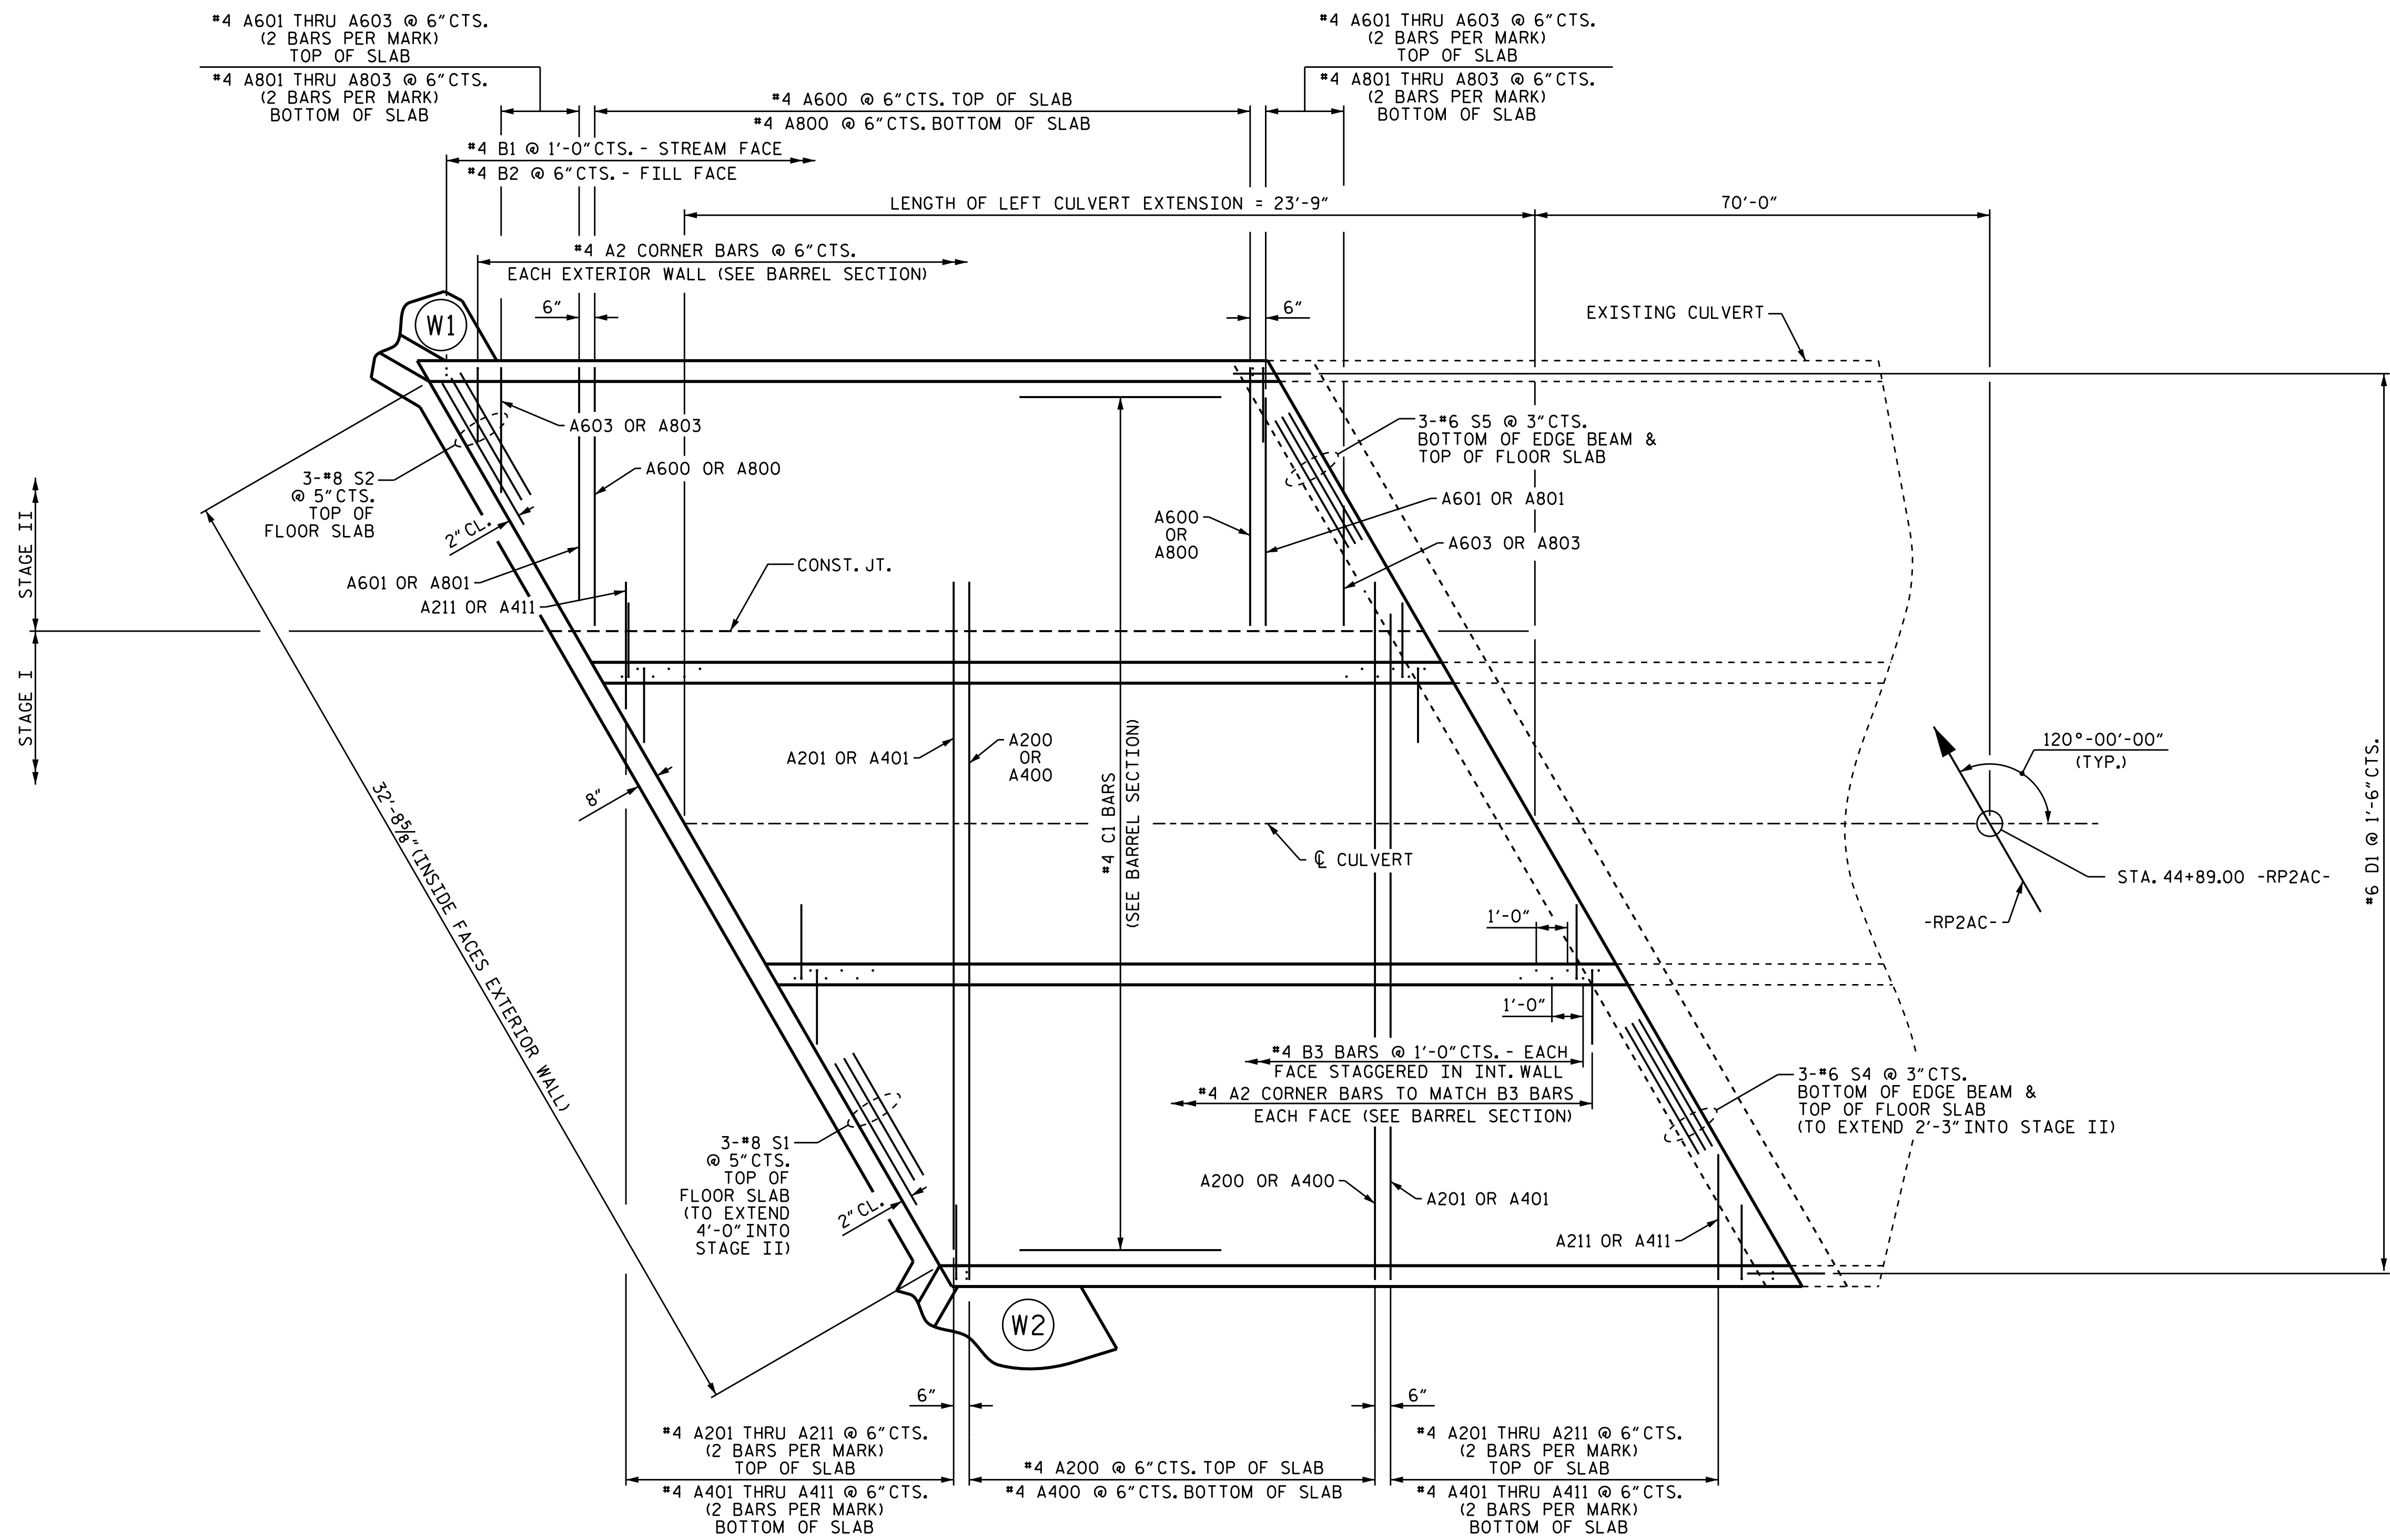 #4 A601 THRU A603 @ 6" CTS.
(2 BARS PER MARK)
TOP OF SLAB
#4 A801 THRU A803 @ 6" CTS.
(2 BARS PER MARK)
BOTTOM OF SLAB
#4 A601 THRU A603 @ 6" CTS.
(2 BARS PER MARK)
TOP OF SLAB
#4 A801 THRU A803 @ 6" CTS.
(2 BARS PER MARK)
BOTTOM OF SLAB
#4 A600 @ 6" CTS. TOP OF SLAB
#4 A800 @ 6" CTS. BOTTOM OF SLAB
#4 B1 @ 1'-0" CTS. - STREAM FACE
#4 B2 @ 6" CTS. - FILL FACE
LENGTH OF LEFT CULVERT EXTENSION = 23'-9"
70'-0"
#4 A2 CORNER BARS @ 6" CTS.
EACH EXTERIOR WALL (SEE BARREL SECTION)
6"
6"
EXISTING CULVERT
W1
A603 OR A803
A600 OR A800
3-#8 S2
@ 5" CTS.
TOP OF
FLOOR SLAB
2" CL.
3-#6 S5 @ 3" CTS.
BOTTOM OF EDGE BEAM &
TOP OF FLOOR SLAB
A601 OR A801
A600
OR
A800
A603 OR A803
STAGE II
STAGE I
A601 OR A801
A211 OR A411
CONST. JT.
A201 OR A401
A200
OR
A400
8"
32'-8⅝" (INSIDE FACES EXTERIOR WALL)
#4 C1 BARS
(SEE BARREL SECTION)
℄ CULVERT
120°-00'-00"
(TYP.)
STA. 44+89.00 -RP2AC-
-RP2AC-
#6 D1 @ 1'-6" CTS.
1'-0"
1'-0"
#4 B3 BARS @ 1'-0" CTS. - EACH
FACE STAGGERED IN INT. WALL
#4 A2 CORNER BARS TO MATCH B3 BARS
EACH FACE (SEE BARREL SECTION)
3-#6 S4 @ 3" CTS.
BOTTOM OF EDGE BEAM &
TOP OF FLOOR SLAB
(TO EXTEND 2'-3" INTO STAGE II)
3-#8 S1
@ 5" CTS.
TOP OF
FLOOR SLAB
(TO EXTEND
4'-0" INTO
STAGE II)
2" CL.
A200 OR A400
A201 OR A401
A211 OR A411
W2
6"
6"
#4 A201 THRU A211 @ 6" CTS.
(2 BARS PER MARK)
TOP OF SLAB
#4 A401 THRU A411 @ 6" CTS.
(2 BARS PER MARK)
BOTTOM OF SLAB
#4 A200 @ 6" CTS. TOP OF SLAB
#4 A400 @ 6" CTS. BOTTOM OF SLAB
#4 A201 THRU A211 @ 6" CTS.
(2 BARS PER MARK)
TOP OF SLAB
#4 A401 THRU A411 @ 6" CTS.
(2 BARS PER MARK)
BOTTOM OF SLAB